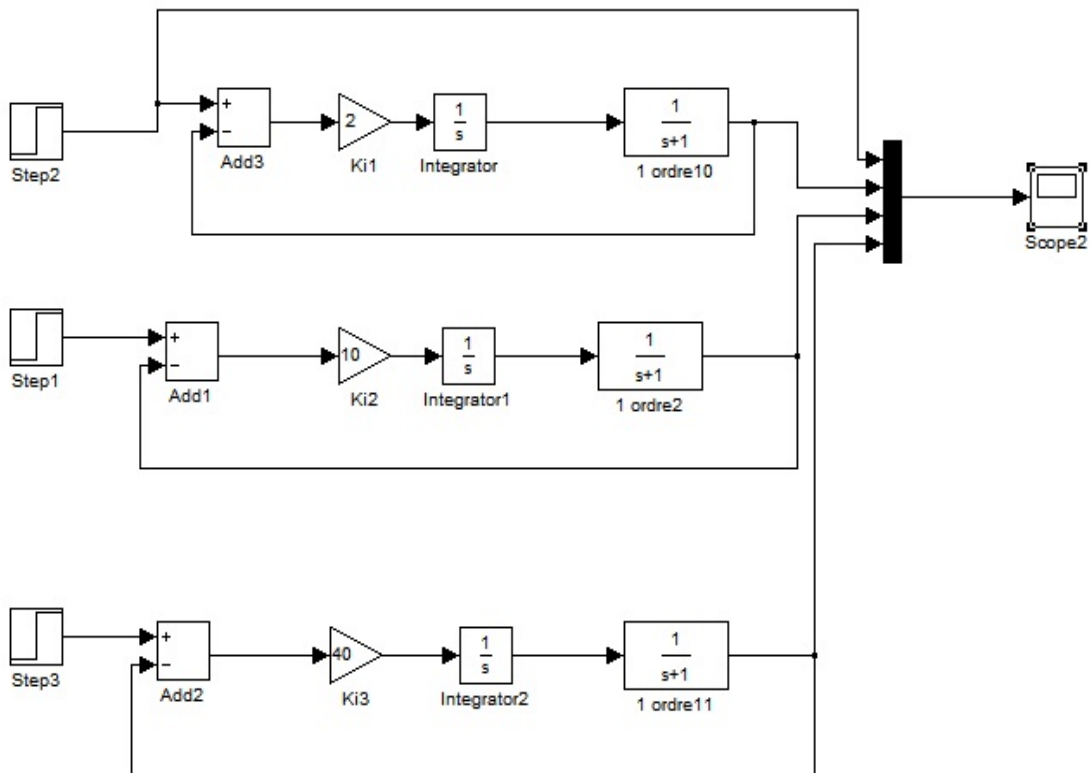 Step2
+
−
Add3
2
Ki1
1
s
Integrator
1
s+1
1 ordre10
Scope2
Step1
+
−
Add1
10
Ki2
1
s
Integrator1
1
s+1
1 ordre2
Step3
+
−
Add2
40
Ki3
1
s
Integrator2
1
s+1
1 ordre11